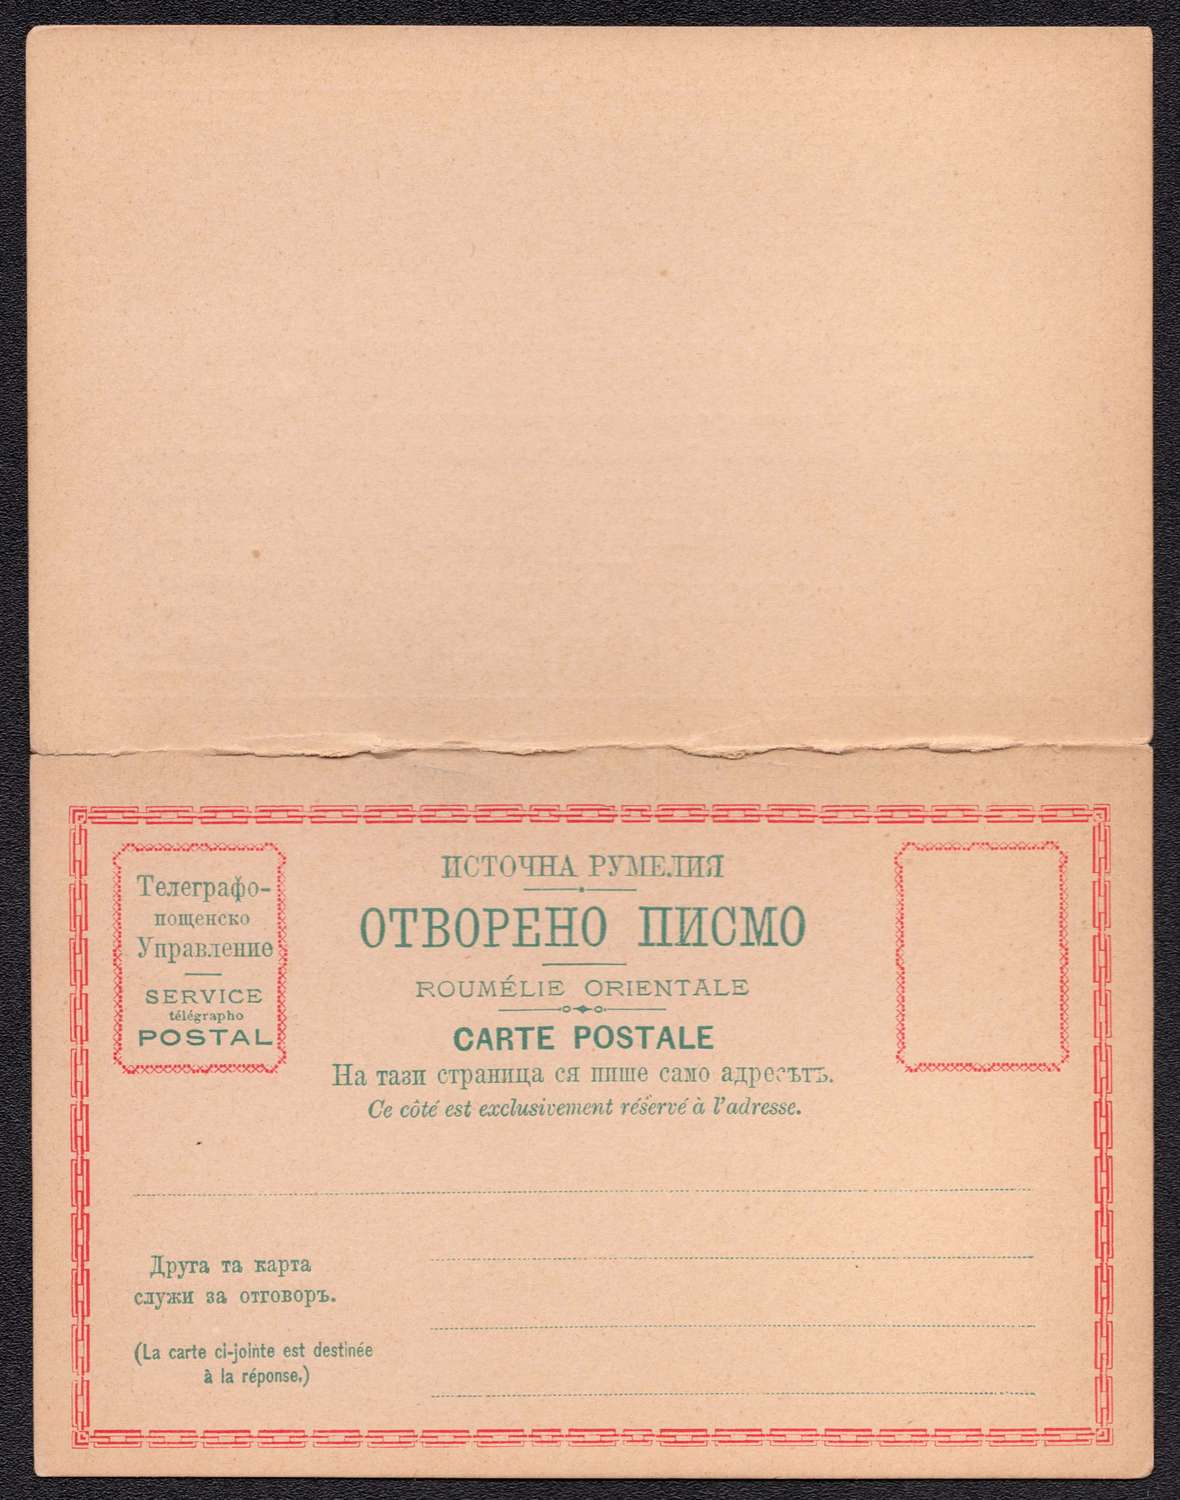 Телеграфо-
пощенско
Управление
SERVICE
télégrapho
POSTAL
ИСТОЧНА РУМЕЛИЯ
ОТВОРЕНО ПИСМО
ROUMÉLIE ORIENTALE
CARTE POSTALE
На тази страница ся пише само адресътъ.
Ce côté est exclusivement réservé à l'adresse.
Друга та карта
служи за отговоръ.
(La carte ci-jointe est destinée
à la réponse.)